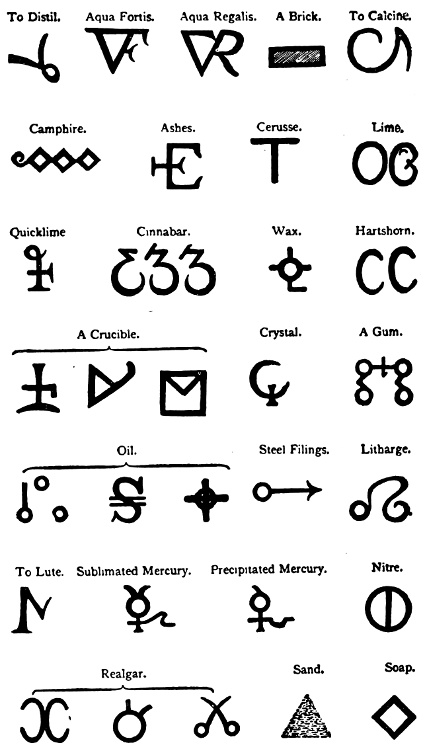 To Distil. Aqua Fortis. Aqua Regalis. A Brick. To Calcine.
Camphire. Ashes. Cerusse. Lime.
Quicklime Cinnabar. Wax. Hartshorn.
A Crucible. Crystal. A Gum.
Oil. Steel Filings. Litharge.
To Lute. Sublimated Mercury. Precipitated Mercury. Nitre.
Realgar. Sand. Soap.